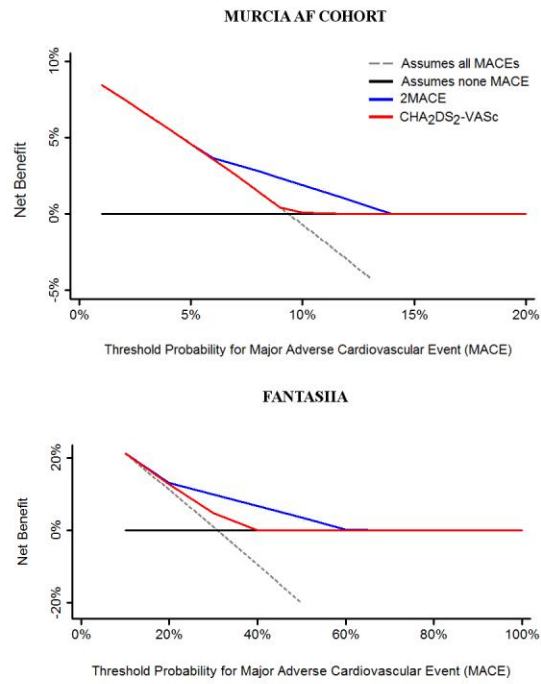 MURCIA AF COHORT
10%
5%
0%
-5%
Net Benefit
Assumes all MACEs
Assumes none MACE
2MACE
CHA2DS2-VASc
0%
5%
10%
15%
20%
Threshold Probability for Major Adverse Cardiovascular Event (MACE)
FANTASIIA
20%
0%
-20%
Net Benefit
0%
20%
40%
60%
80%
100%
Threshold Probability for Major Adverse Cardiovascular Event (MACE)